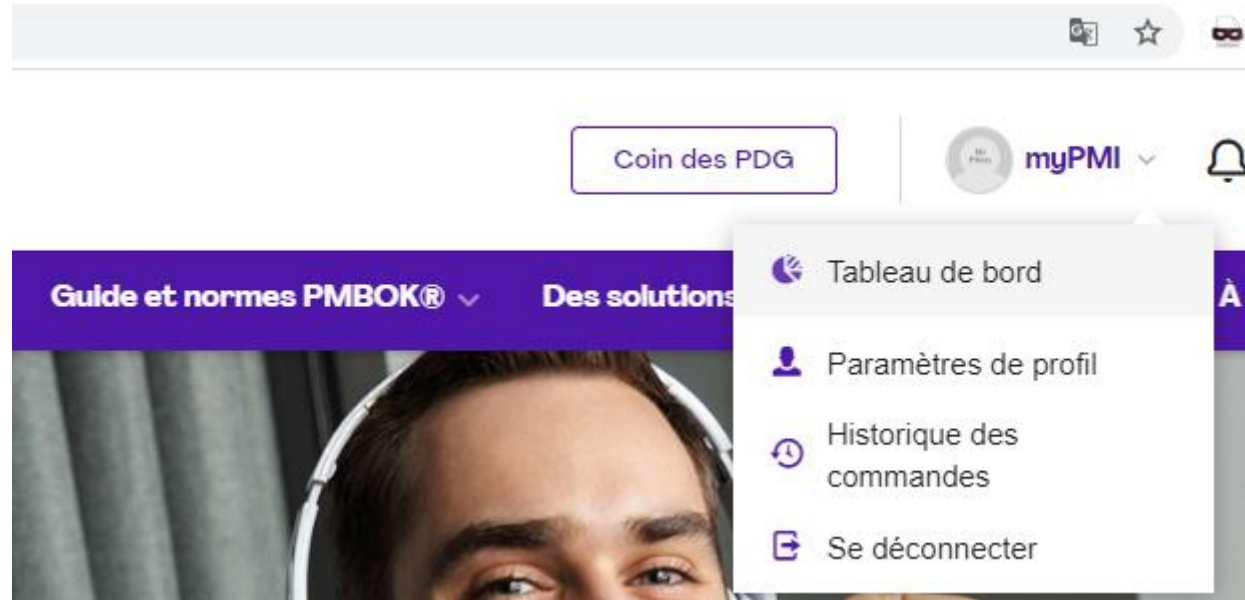 Coin des PDG
myPMI
Guide et normes PMBOK®
Des solutions
À
Tableau de bord
Paramètres de profil
Historique des
commandes
Se déconnecter